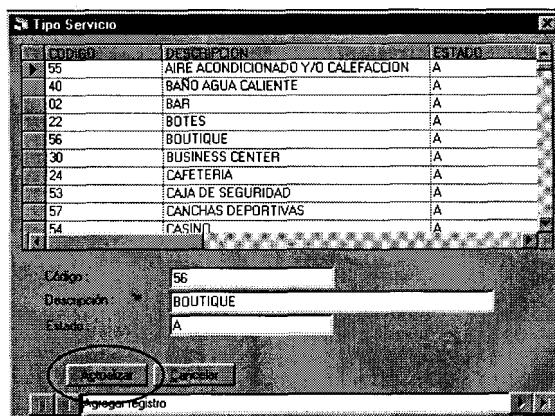 Tipo Servicio
CODIGO DESCRIPCION ESTADO
55 AIRE ACONDICIONADO Y/O CALEFACCION A
40 BAÑO AGUA CALIENTE A
02 BAR A
22 BOTES A
56 BOUTIQUE A
30 BUSINESS CENTER A
24 CAFETERIA A
53 CAJA DE SEGURIDAD A
57 CANCHAS DEPORTIVAS A
54 CASINO A
Código : 56
Descripción : BOUTIQUE
Estado : A
Actualizar Cancelar
Agregar registro